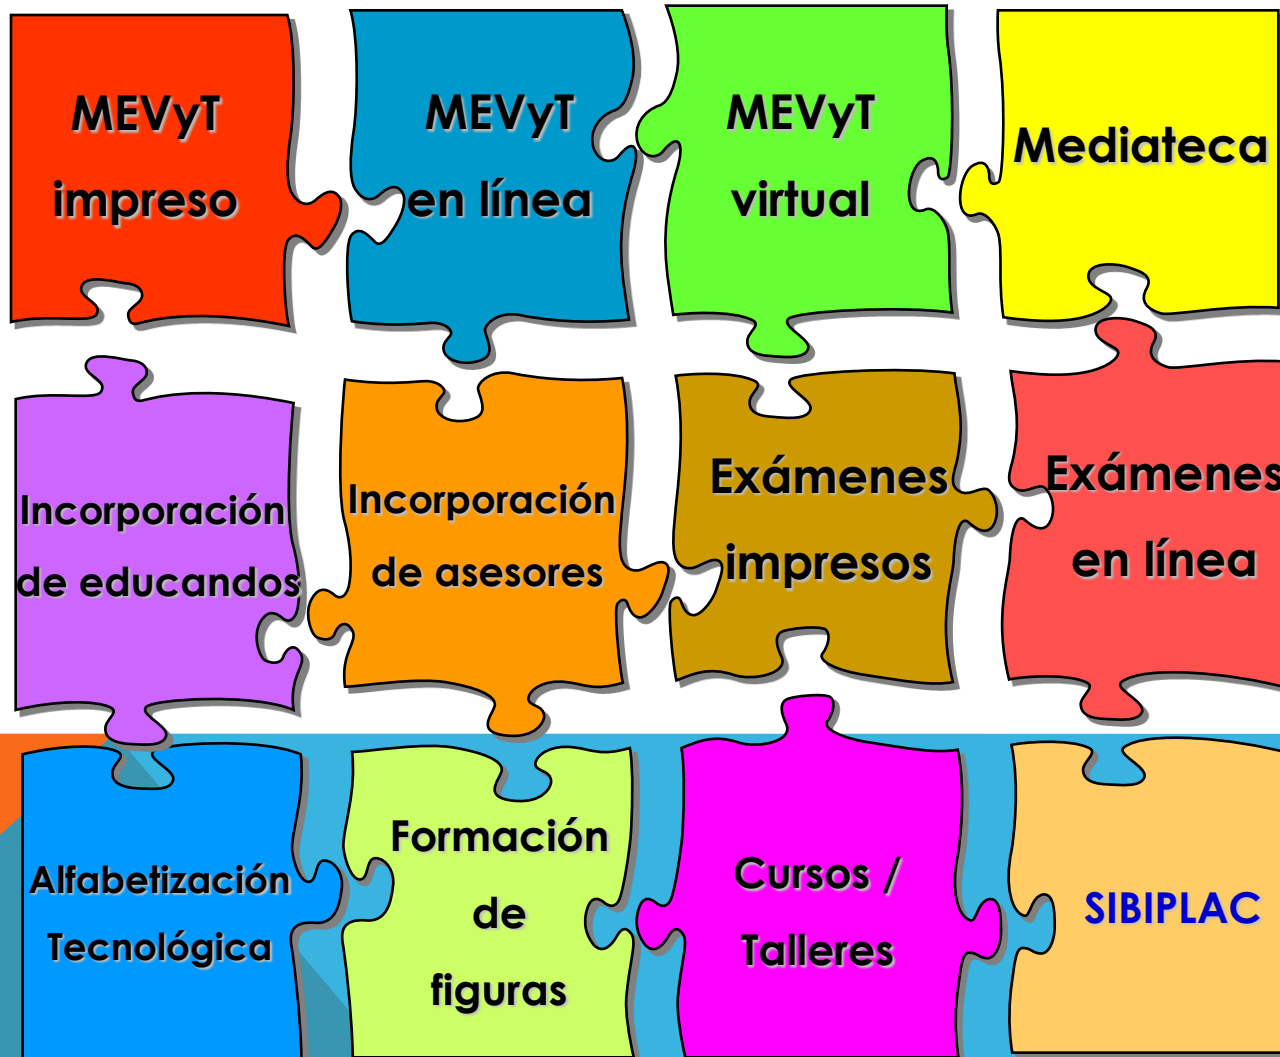 MEVyT
impreso
MEVyT
en línea
MEVyT
virtual
Mediateca
Incorporación
de educandos
Incorporación
de asesores
Exámenes
impresos
Exámenes
en línea
Alfabetización
Tecnológica
Formación
de
figuras
Cursos /
Talleres
SIBIPLAC